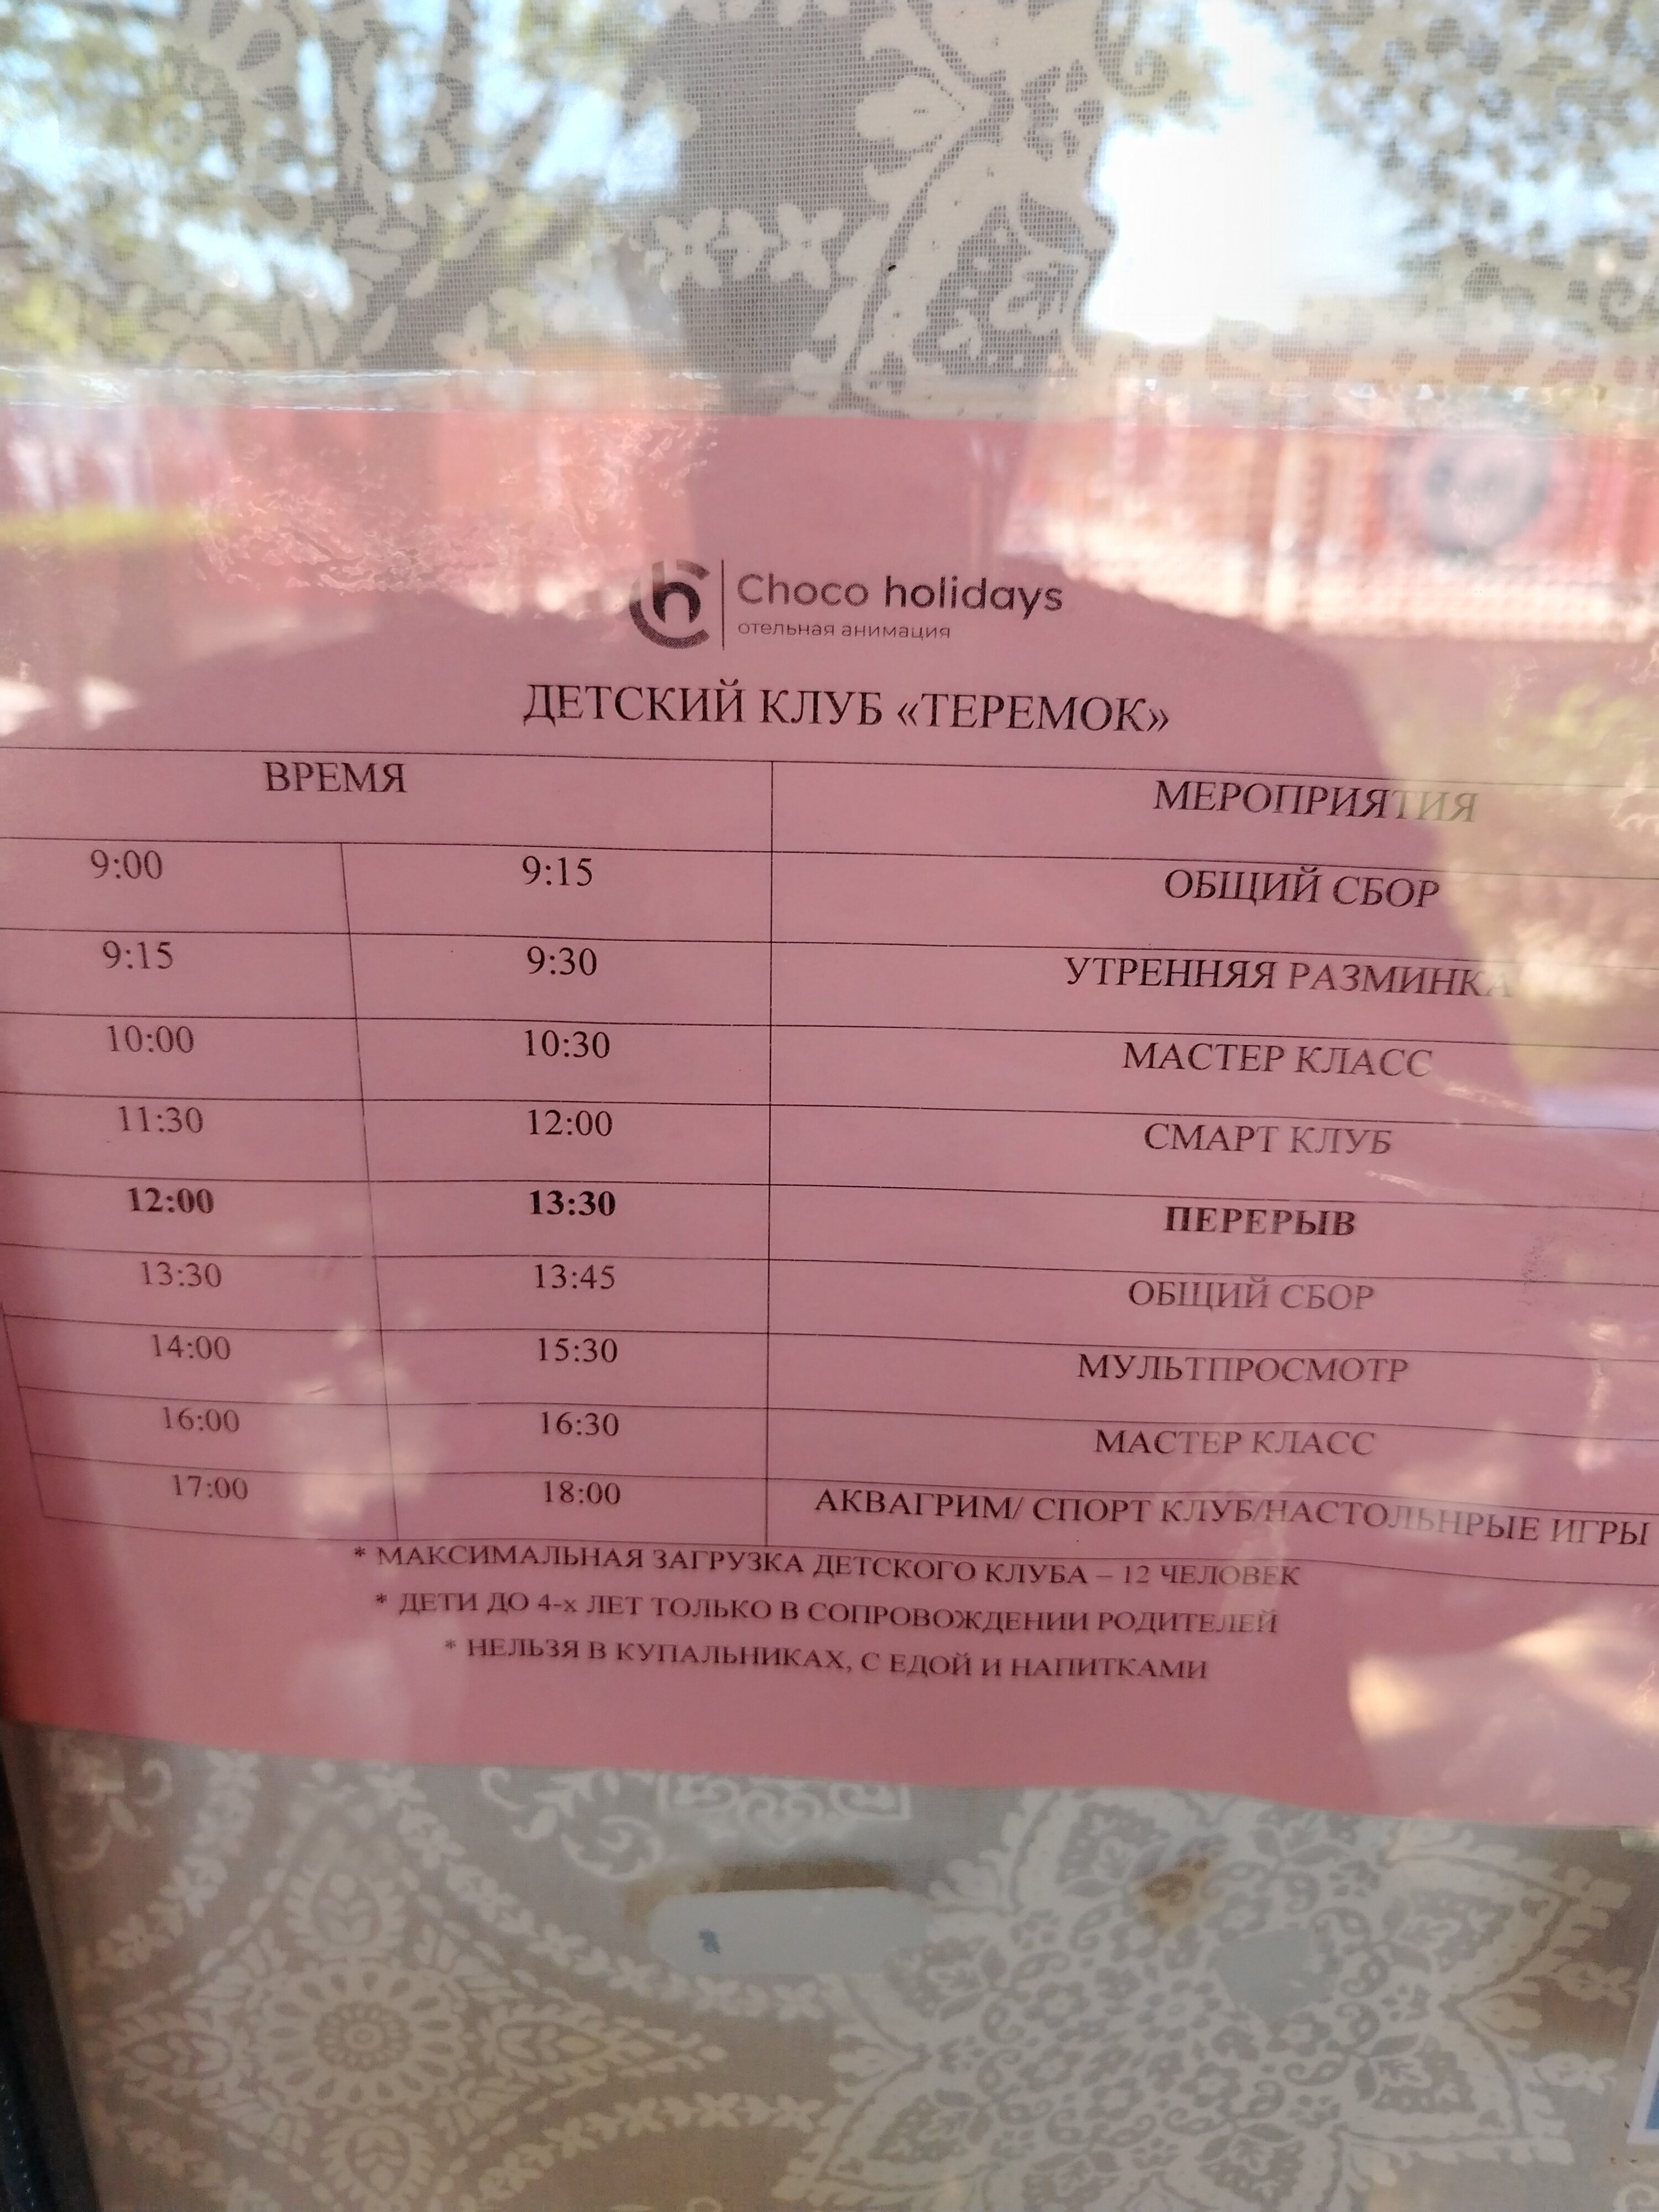 Choco holidays
отельная анимация
ДЕТСКИЙ КЛУБ «ТЕРЕМОК»
ВРЕМЯ МЕРОПРИЯТИЯ
9:00 9:15 ОБЩИЙ СБОР
9:15 9:30 УТРЕННЯЯ РАЗМИНКА
10:00 10:30 МАСТЕР КЛАСС
11:30 12:00 СМАРТ КЛУБ
12:00 13:30 ПЕРЕРЫВ
13:30 13:45 ОБЩИЙ СБОР
14:00 15:30 МУЛЬТПРОСМОТР
16:00 16:30 МАСТЕР КЛАСС
17:00 18:00 АКВАГРИМ/ СПОРТ КЛУБ/НАСТОЛЬНРЫЕ ИГРЫ
* МАКСИМАЛЬНАЯ ЗАГРУЗКА ДЕТСКОГО КЛУБА – 12 ЧЕЛОВЕК
* ДЕТИ ДО 4-х ЛЕТ ТОЛЬКО В СОПРОВОЖДЕНИИ РОДИТЕЛЕЙ
* НЕЛЬЗЯ В КУПАЛЬНИКАХ, С ЕДОЙ И НАПИТКАМИ